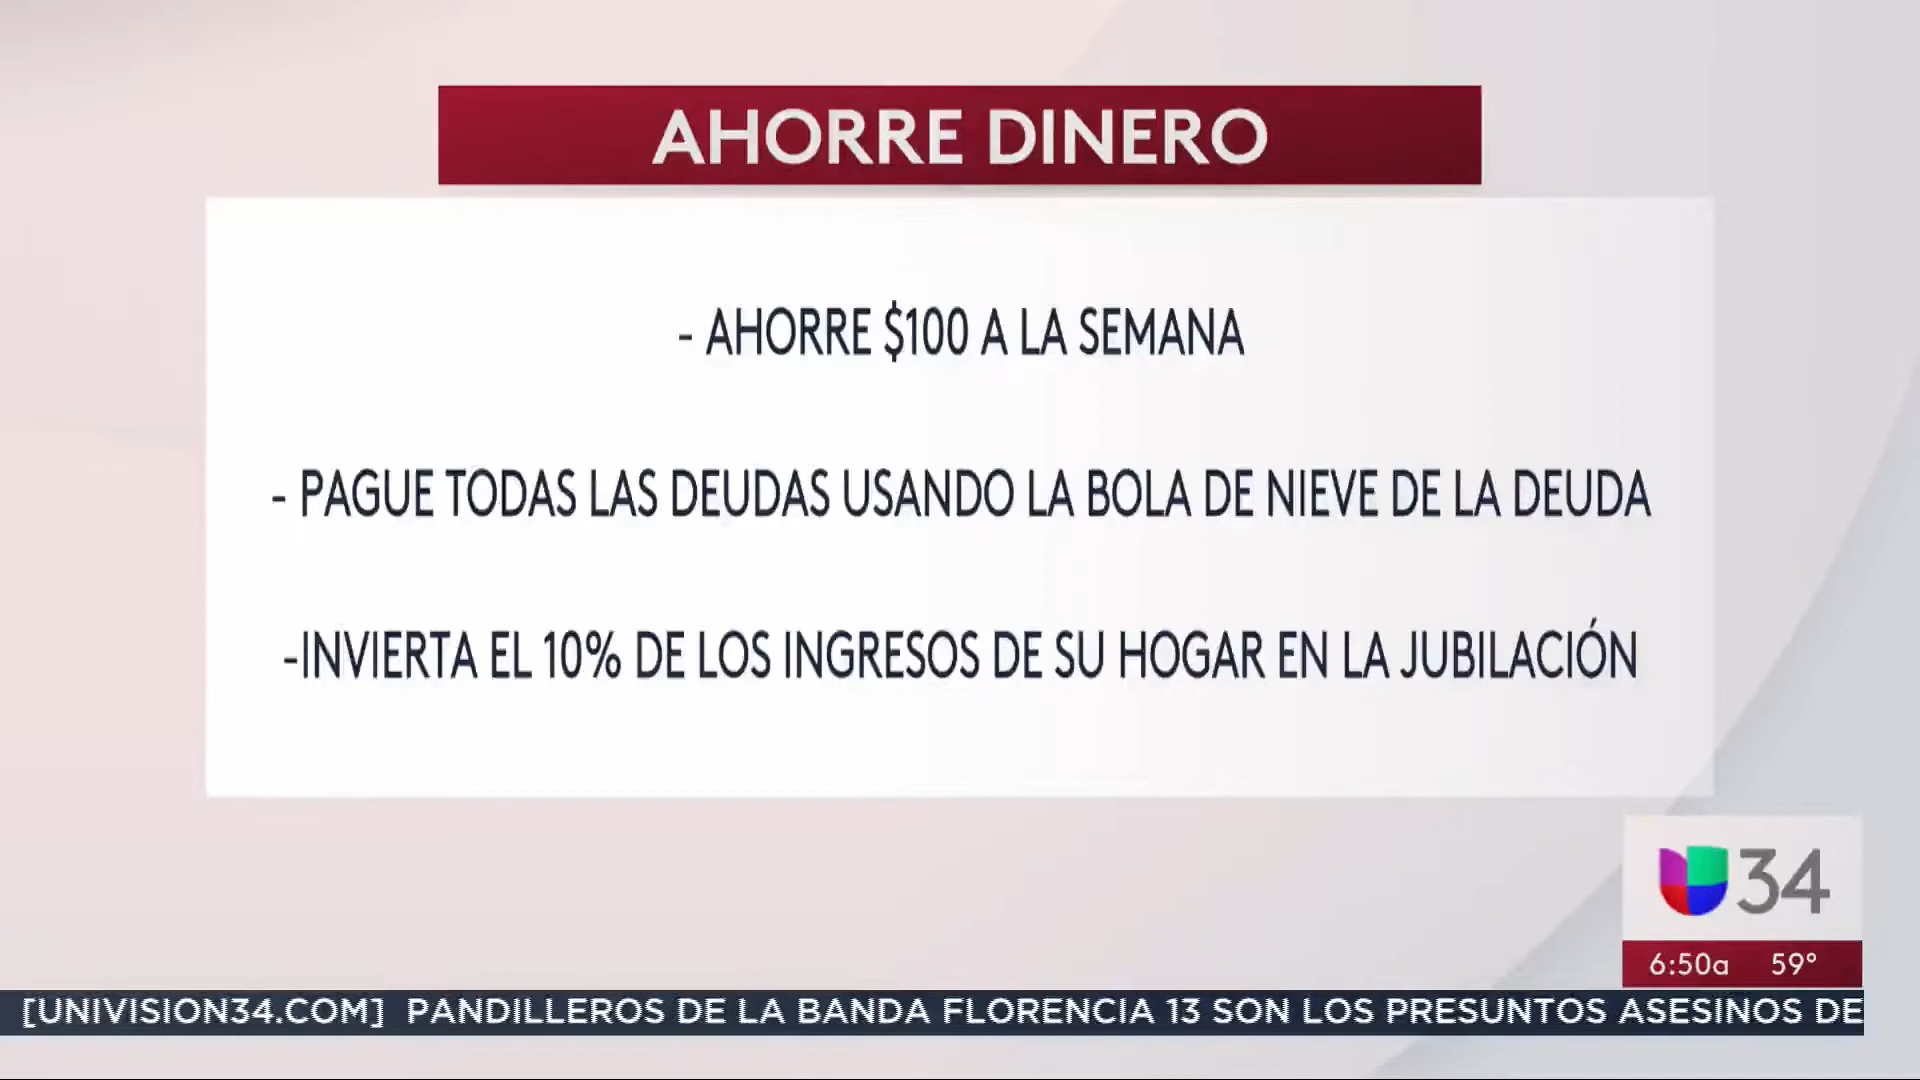 AHORRE DINERO
- AHORRE $100 A LA SEMANA
- PAGUE TODAS LAS DEUDAS USANDO LA BOLA DE NIEVE DE LA DEUDA
-INVIERTA EL 10% DE LOS INGRESOS DE SU HOGAR EN LA JUBILACIÓN
34
6:50a 59°
[UNIVISION34.COM] PANDILLEROS DE LA BANDA FLORENCIA 13 SON LOS PRESUNTOS ASESINOS DE